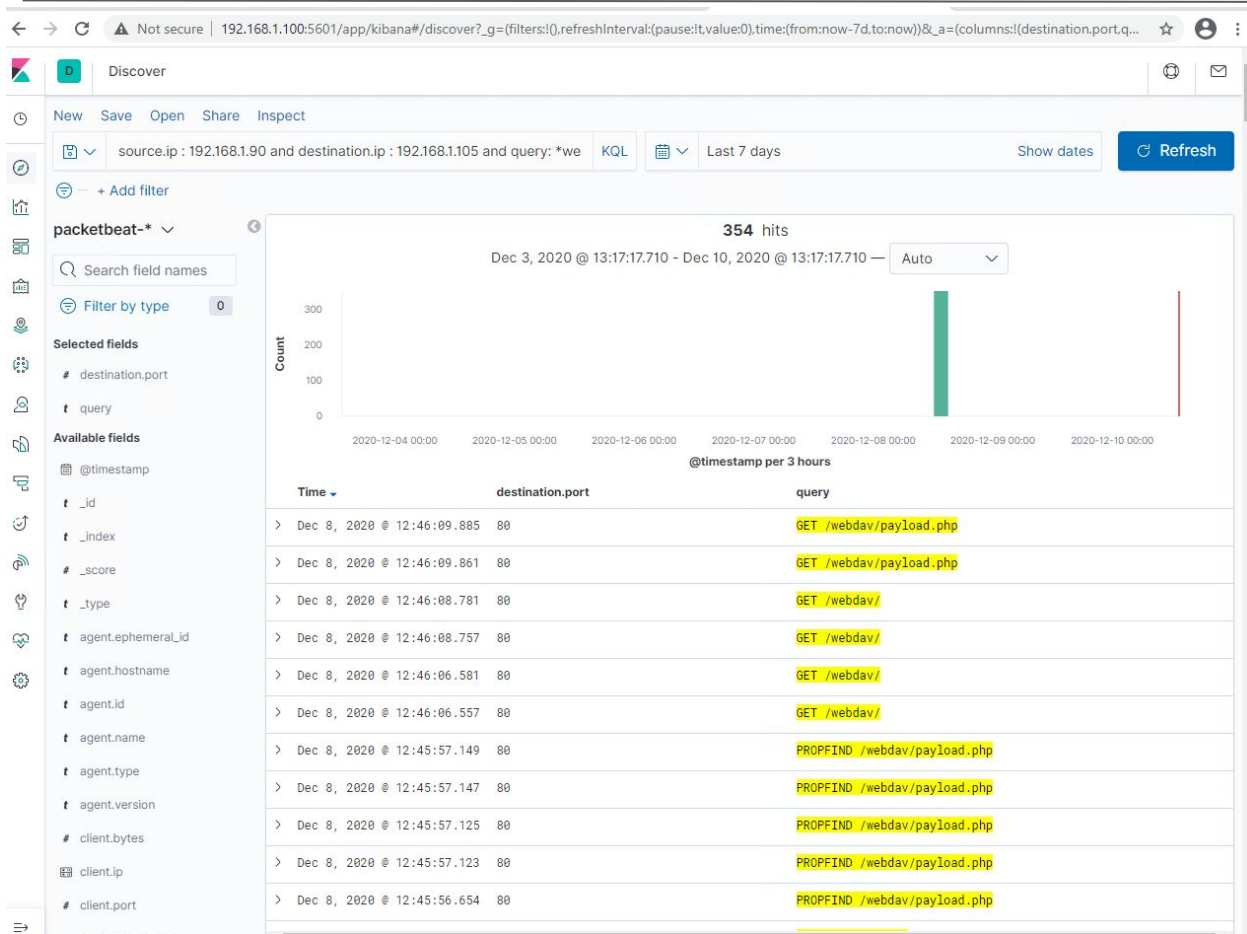 Not secure | 192.168.1.100:5601/app/kibana#/discover?_g=(filters:!(),refreshInterval:(pause:!t,value:0),time:(from:now-7d,to:now))&_a=(columns:!(destination.port,q...
D Discover
New Save Open Share Inspect
source.ip : 192.168.1.90 and destination.ip : 192.168.1.105 and query: *we KQL Last 7 days Show dates Refresh
+ Add filter
packetbeat-*
Search field names
Filter by type 0
Selected fields
# destination.port
t query
Available fields
@timestamp
t _id
t _index
# _score
t _type
t agent.ephemeral_id
t agent.hostname
t agent.id
t agent.name
t agent.type
t agent.version
# client.bytes
client.ip
# client.port
354 hits
Dec 3, 2020 @ 13:17:17.710 - Dec 10, 2020 @ 13:17:17.710 — Auto
Count
300
200
100
0
2020-12-04 00:00 2020-12-05 00:00 2020-12-06 00:00 2020-12-07 00:00 2020-12-08 00:00 2020-12-09 00:00 2020-12-10 00:00
@timestamp per 3 hours
Time destination.port query
> Dec 8, 2020 @ 12:46:09.885 80 GET /webdav/payload.php
> Dec 8, 2020 @ 12:46:09.861 80 GET /webdav/payload.php
> Dec 8, 2020 @ 12:46:08.781 80 GET /webdav/
> Dec 8, 2020 @ 12:46:08.757 80 GET /webdav/
> Dec 8, 2020 @ 12:46:06.581 80 GET /webdav/
> Dec 8, 2020 @ 12:46:06.557 80 GET /webdav/
> Dec 8, 2020 @ 12:45:57.149 80 PROPFIND /webdav/payload.php
> Dec 8, 2020 @ 12:45:57.147 80 PROPFIND /webdav/payload.php
> Dec 8, 2020 @ 12:45:57.125 80 PROPFIND /webdav/payload.php
> Dec 8, 2020 @ 12:45:57.123 80 PROPFIND /webdav/payload.php
> Dec 8, 2020 @ 12:45:56.654 80 PROPFIND /webdav/payload.php